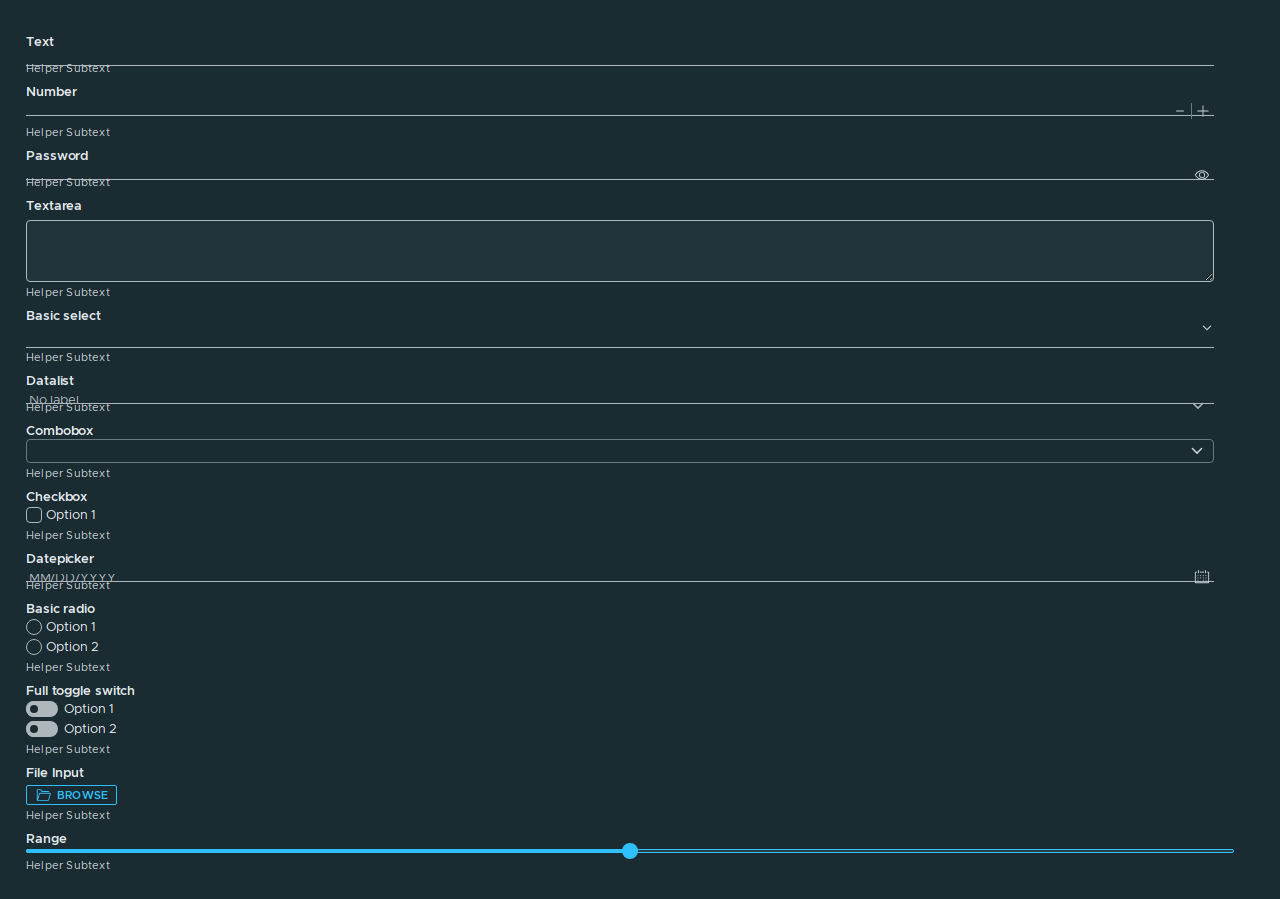 Text
Helper Subtext
Number
Helper Subtext
Password
Helper Subtext
Textarea
Helper Subtext
Basic select
Helper Subtext
Datalist
No label
Helper Subtext
Combobox
Helper Subtext
Checkbox
Option 1
Helper Subtext
Datepicker
MM/DD/YYYY
Helper Subtext
Basic radio
Option 1
Option 2
Helper Subtext
Full toggle switch
Option 1
Option 2
Helper Subtext
File Input
BROWSE
Helper Subtext
Range
Helper Subtext